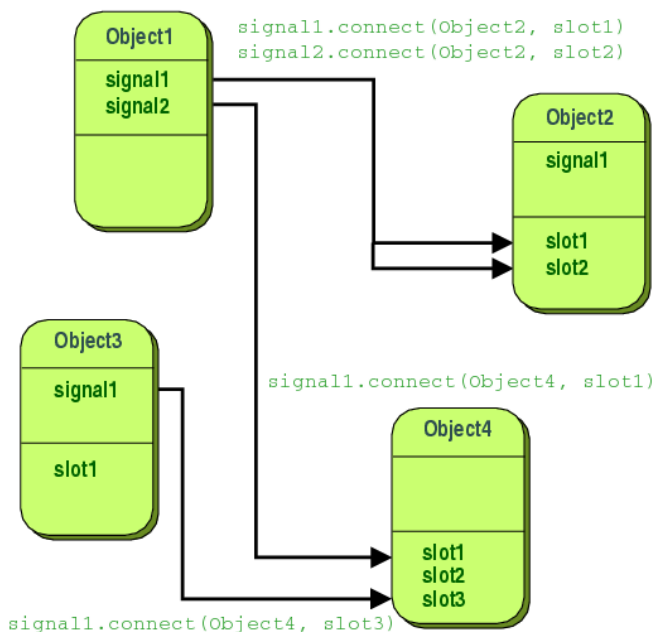 Object1
signal1
signal2
signal1.connect(Object2, slot1)
signal2.connect(Object2, slot2)
Object2
signal1
slot1
slot2
Object3
signal1
slot1
signal1.connect(Object4, slot1)
Object4
slot1
slot2
slot3
signal1.connect(Object4, slot3)